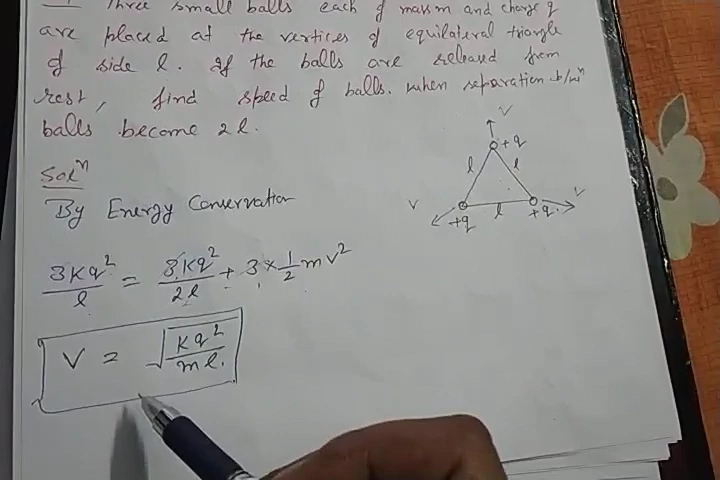 Three small balls each of mass m and charge q
are placed at the vertices of equilateral triangle
of side l. If the balls are released from
rest, find speed of balls. when separation b/wn
balls become 2l.
Soln
By Energy Conservation
3Kq²/l = 3Kq²/2l + 3×1/2 mv²
V = √Kq²/ml.
V
+q
l
l
V
V
+q
l
+q.